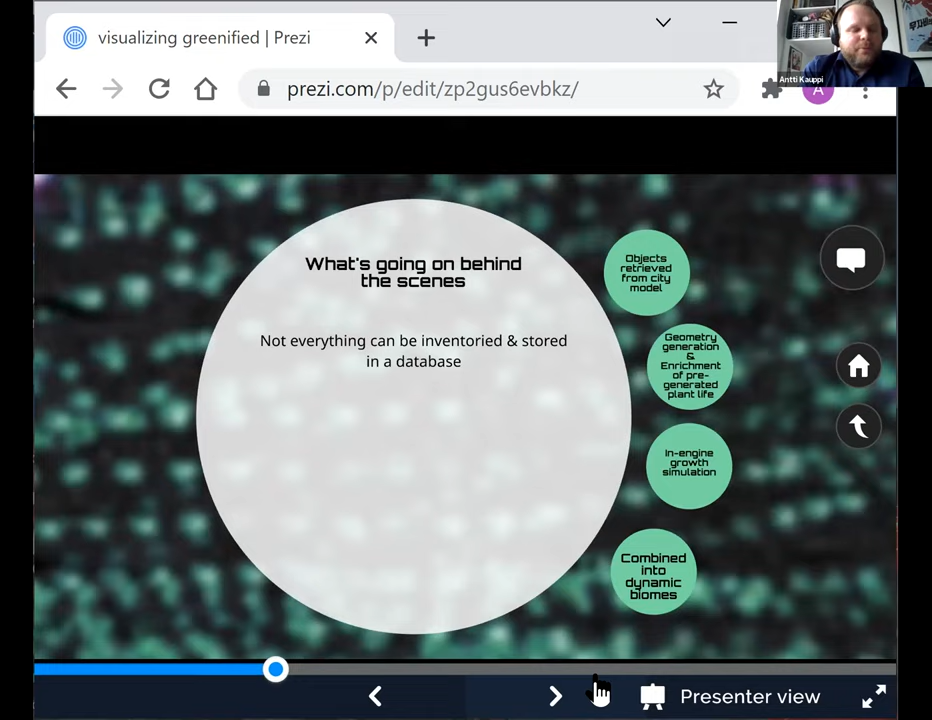 visualizing greenified | Prezi
prezi.com/p/edit/zp2gus6evbkz/
A
Antti Kauppi
What's going on behind
the scenes
Not everything can be inventoried & stored
in a database
Objects
retrieved
from city
model
Geometry
generation
&
Enrichment
of pre-
generated
plant life
In-engine
growth
simulation
Combined
into
dynamic
biomes
Presenter view